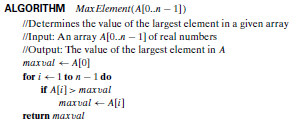 ALGORITHM MaxElement(A[0..n − 1])
//Determines the value of the largest element in a given array
//Input: An array A[0..n − 1] of real numbers
//Output: The value of the largest element in A
maxval ← A[0]
for i ← 1 to n − 1 do
if A[i] > maxval
maxval ← A[i]
return maxval